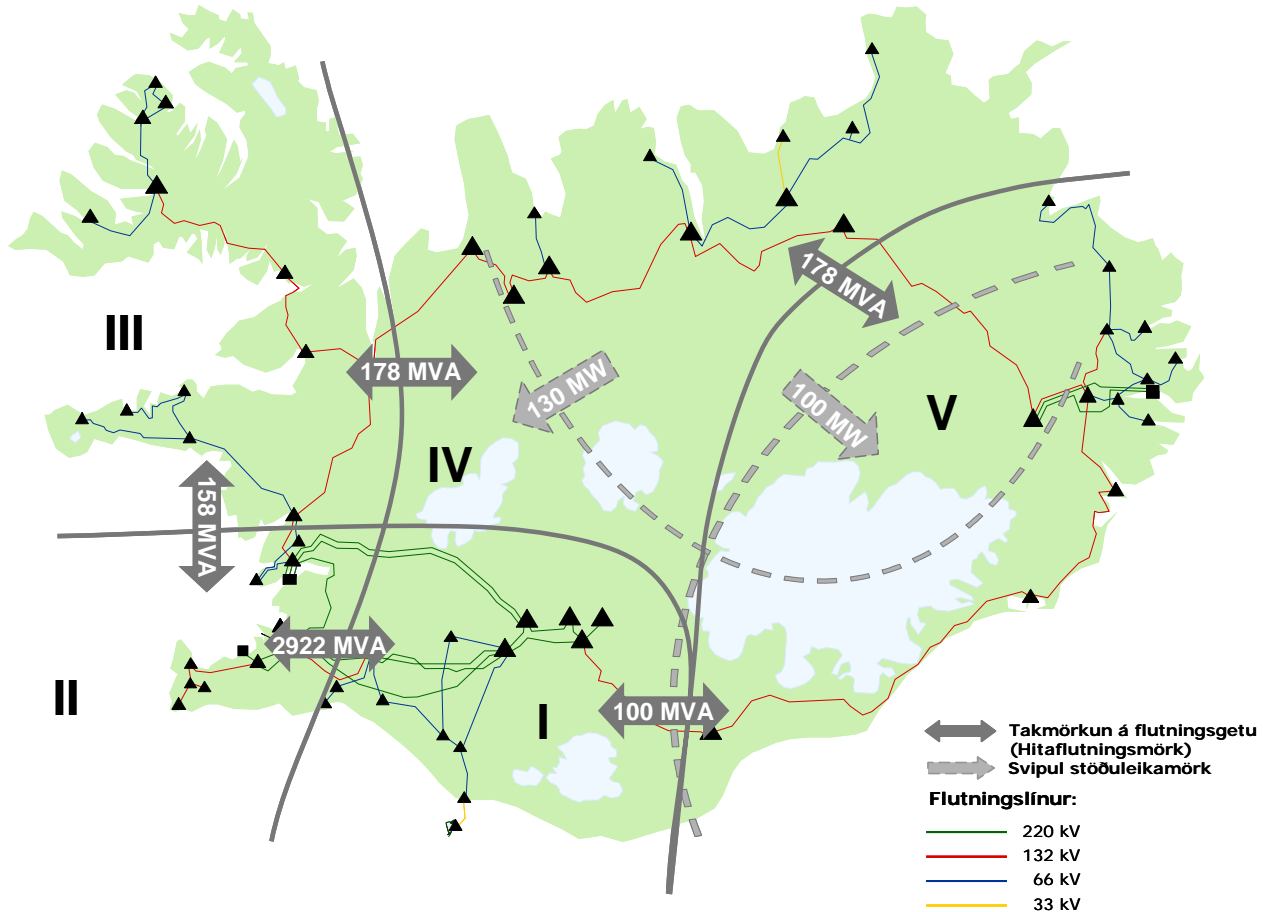 178 MVA
III
178 MVA
130 MW
100 MW
V
IV
158 MVA
2922 MVA
II
I
100 MVA
Takmörkun á flutningsgetu
(Hitaflutningsmörk)
Svipul stöðuleikamörk
Flutningslínur:
220 kV
132 kV
66 kV
33 kV